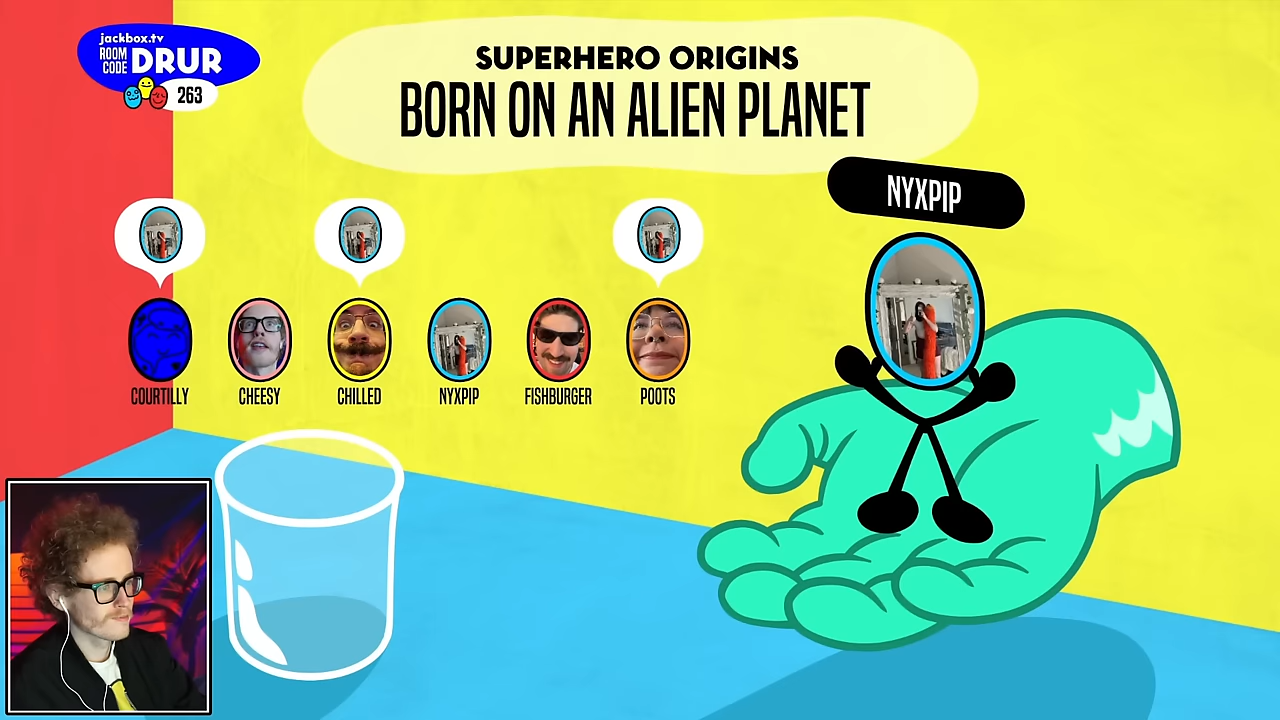 jackbox.tv
ROOM
CODE
DRUR
263
SUPERHERO ORIGINS
BORN ON AN ALIEN PLANET
NYXPIP
COURTILLY
CHEESY
CHILLED
NYXPIP
FISHBURGER
POOTS